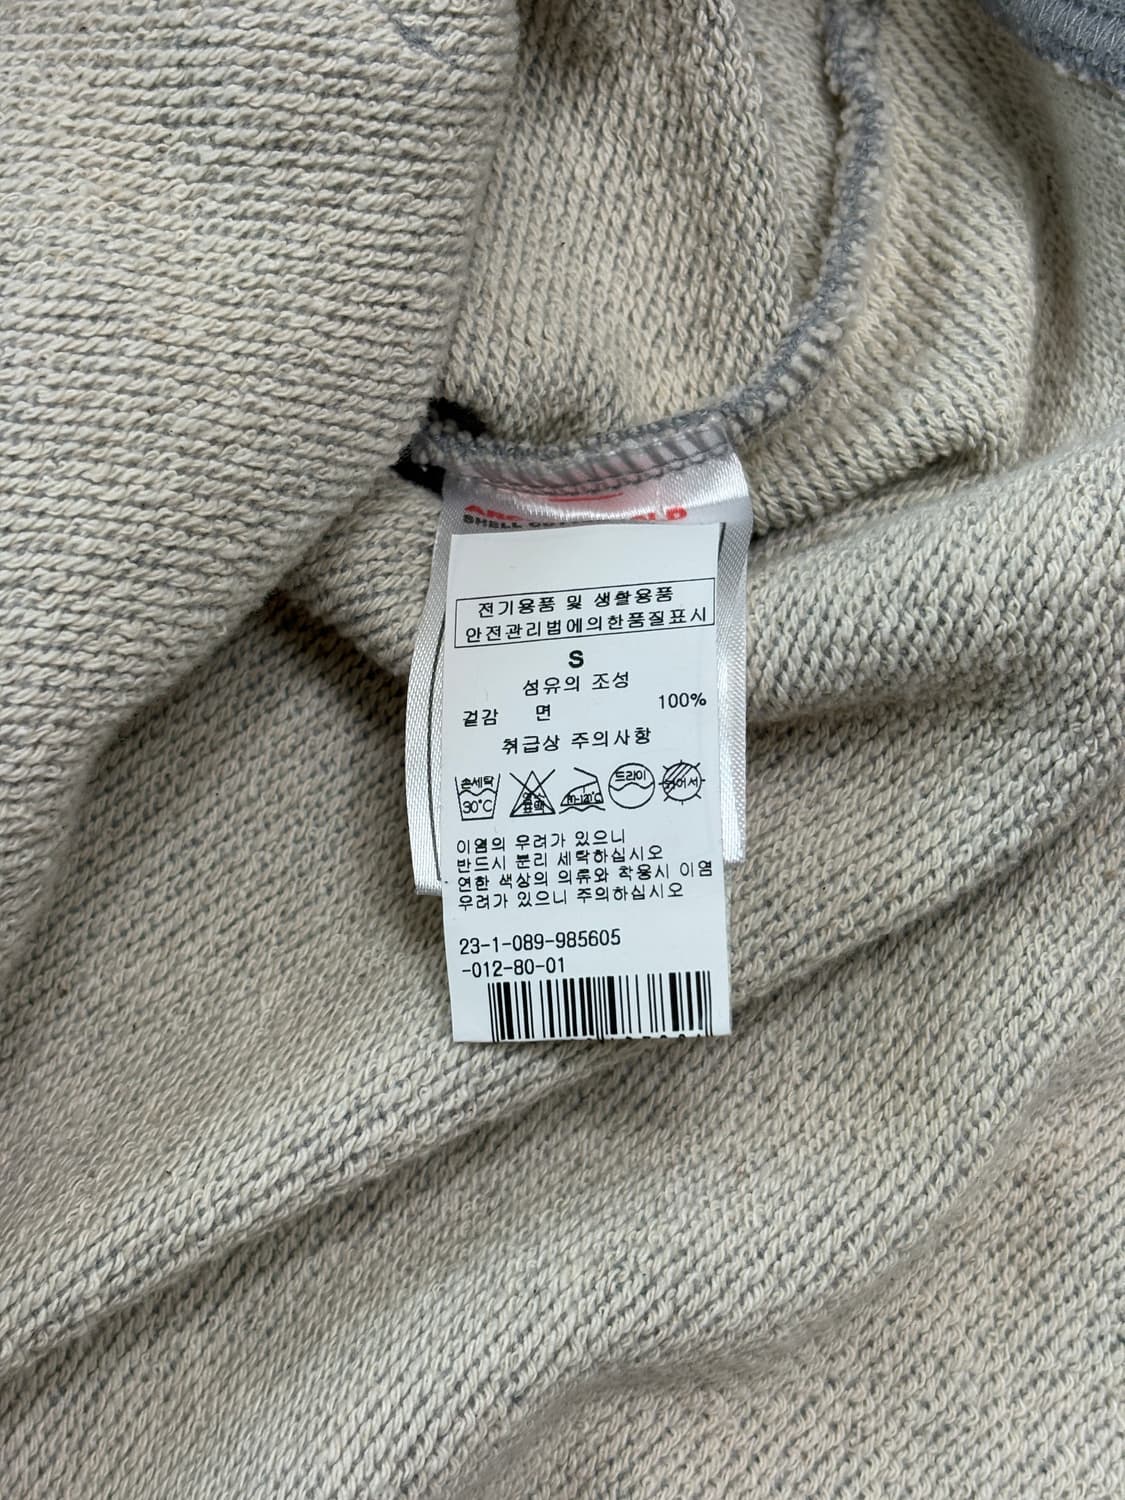 SHELL
전기용품 및 생활용품
안전관리법에의한품질표시
S
섬유의 조성
겉감 면 100%
취급상 주의사항
손세탁 30°C
드라이
이염의 우려가 있으니
반드시 분리 세탁하십시오
연한 색상의 의류와 착용시 이염
우려가 있으니 주의하십시오
23-1-089-985605
-012-80-01